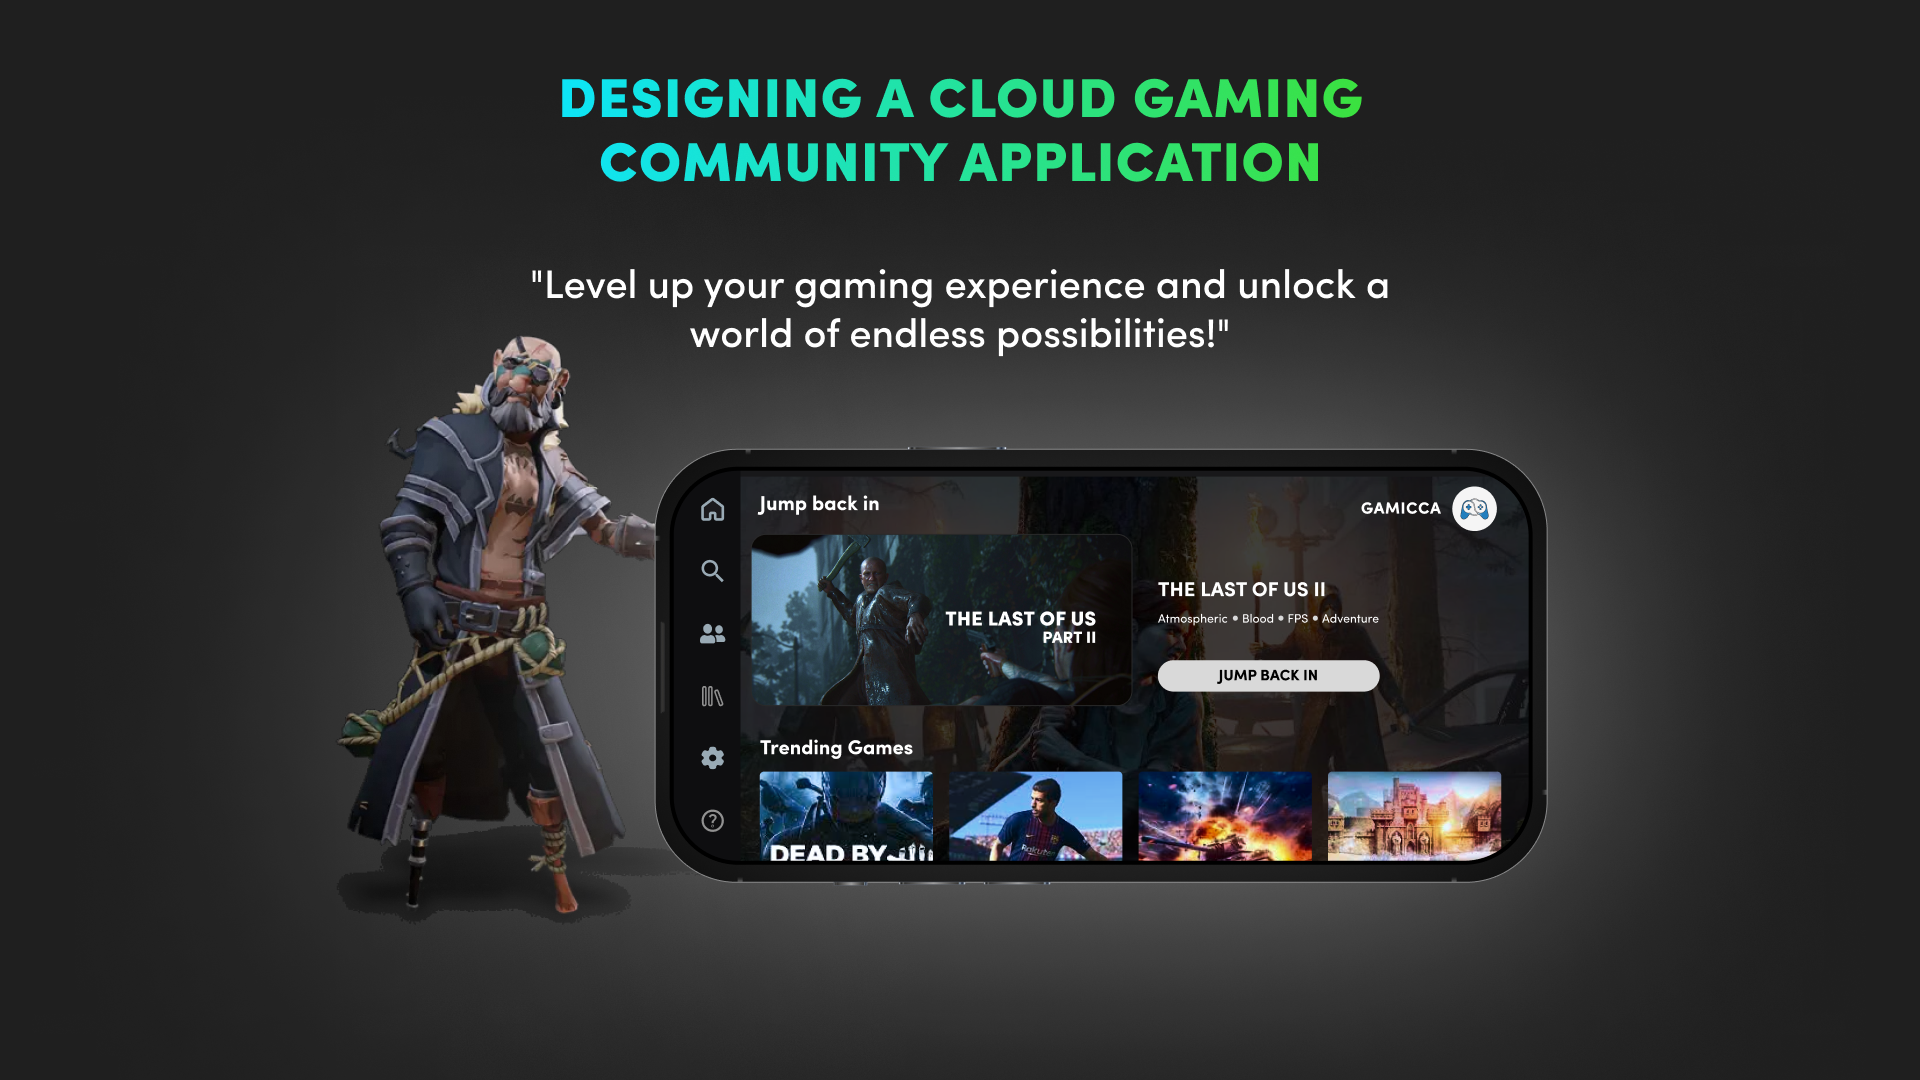 DESIGNING A CLOUD GAMING
COMMUNITY APPLICATION
"Level up your gaming experience and unlock a
world of endless possibilities!"
Jump back in
GAMICCA
THE LAST OF US
PART II
THE LAST OF US II
Atmospheric • Blood • FPS • Adventure
JUMP BACK IN
Trending Games
DEAD BY
Rakuten